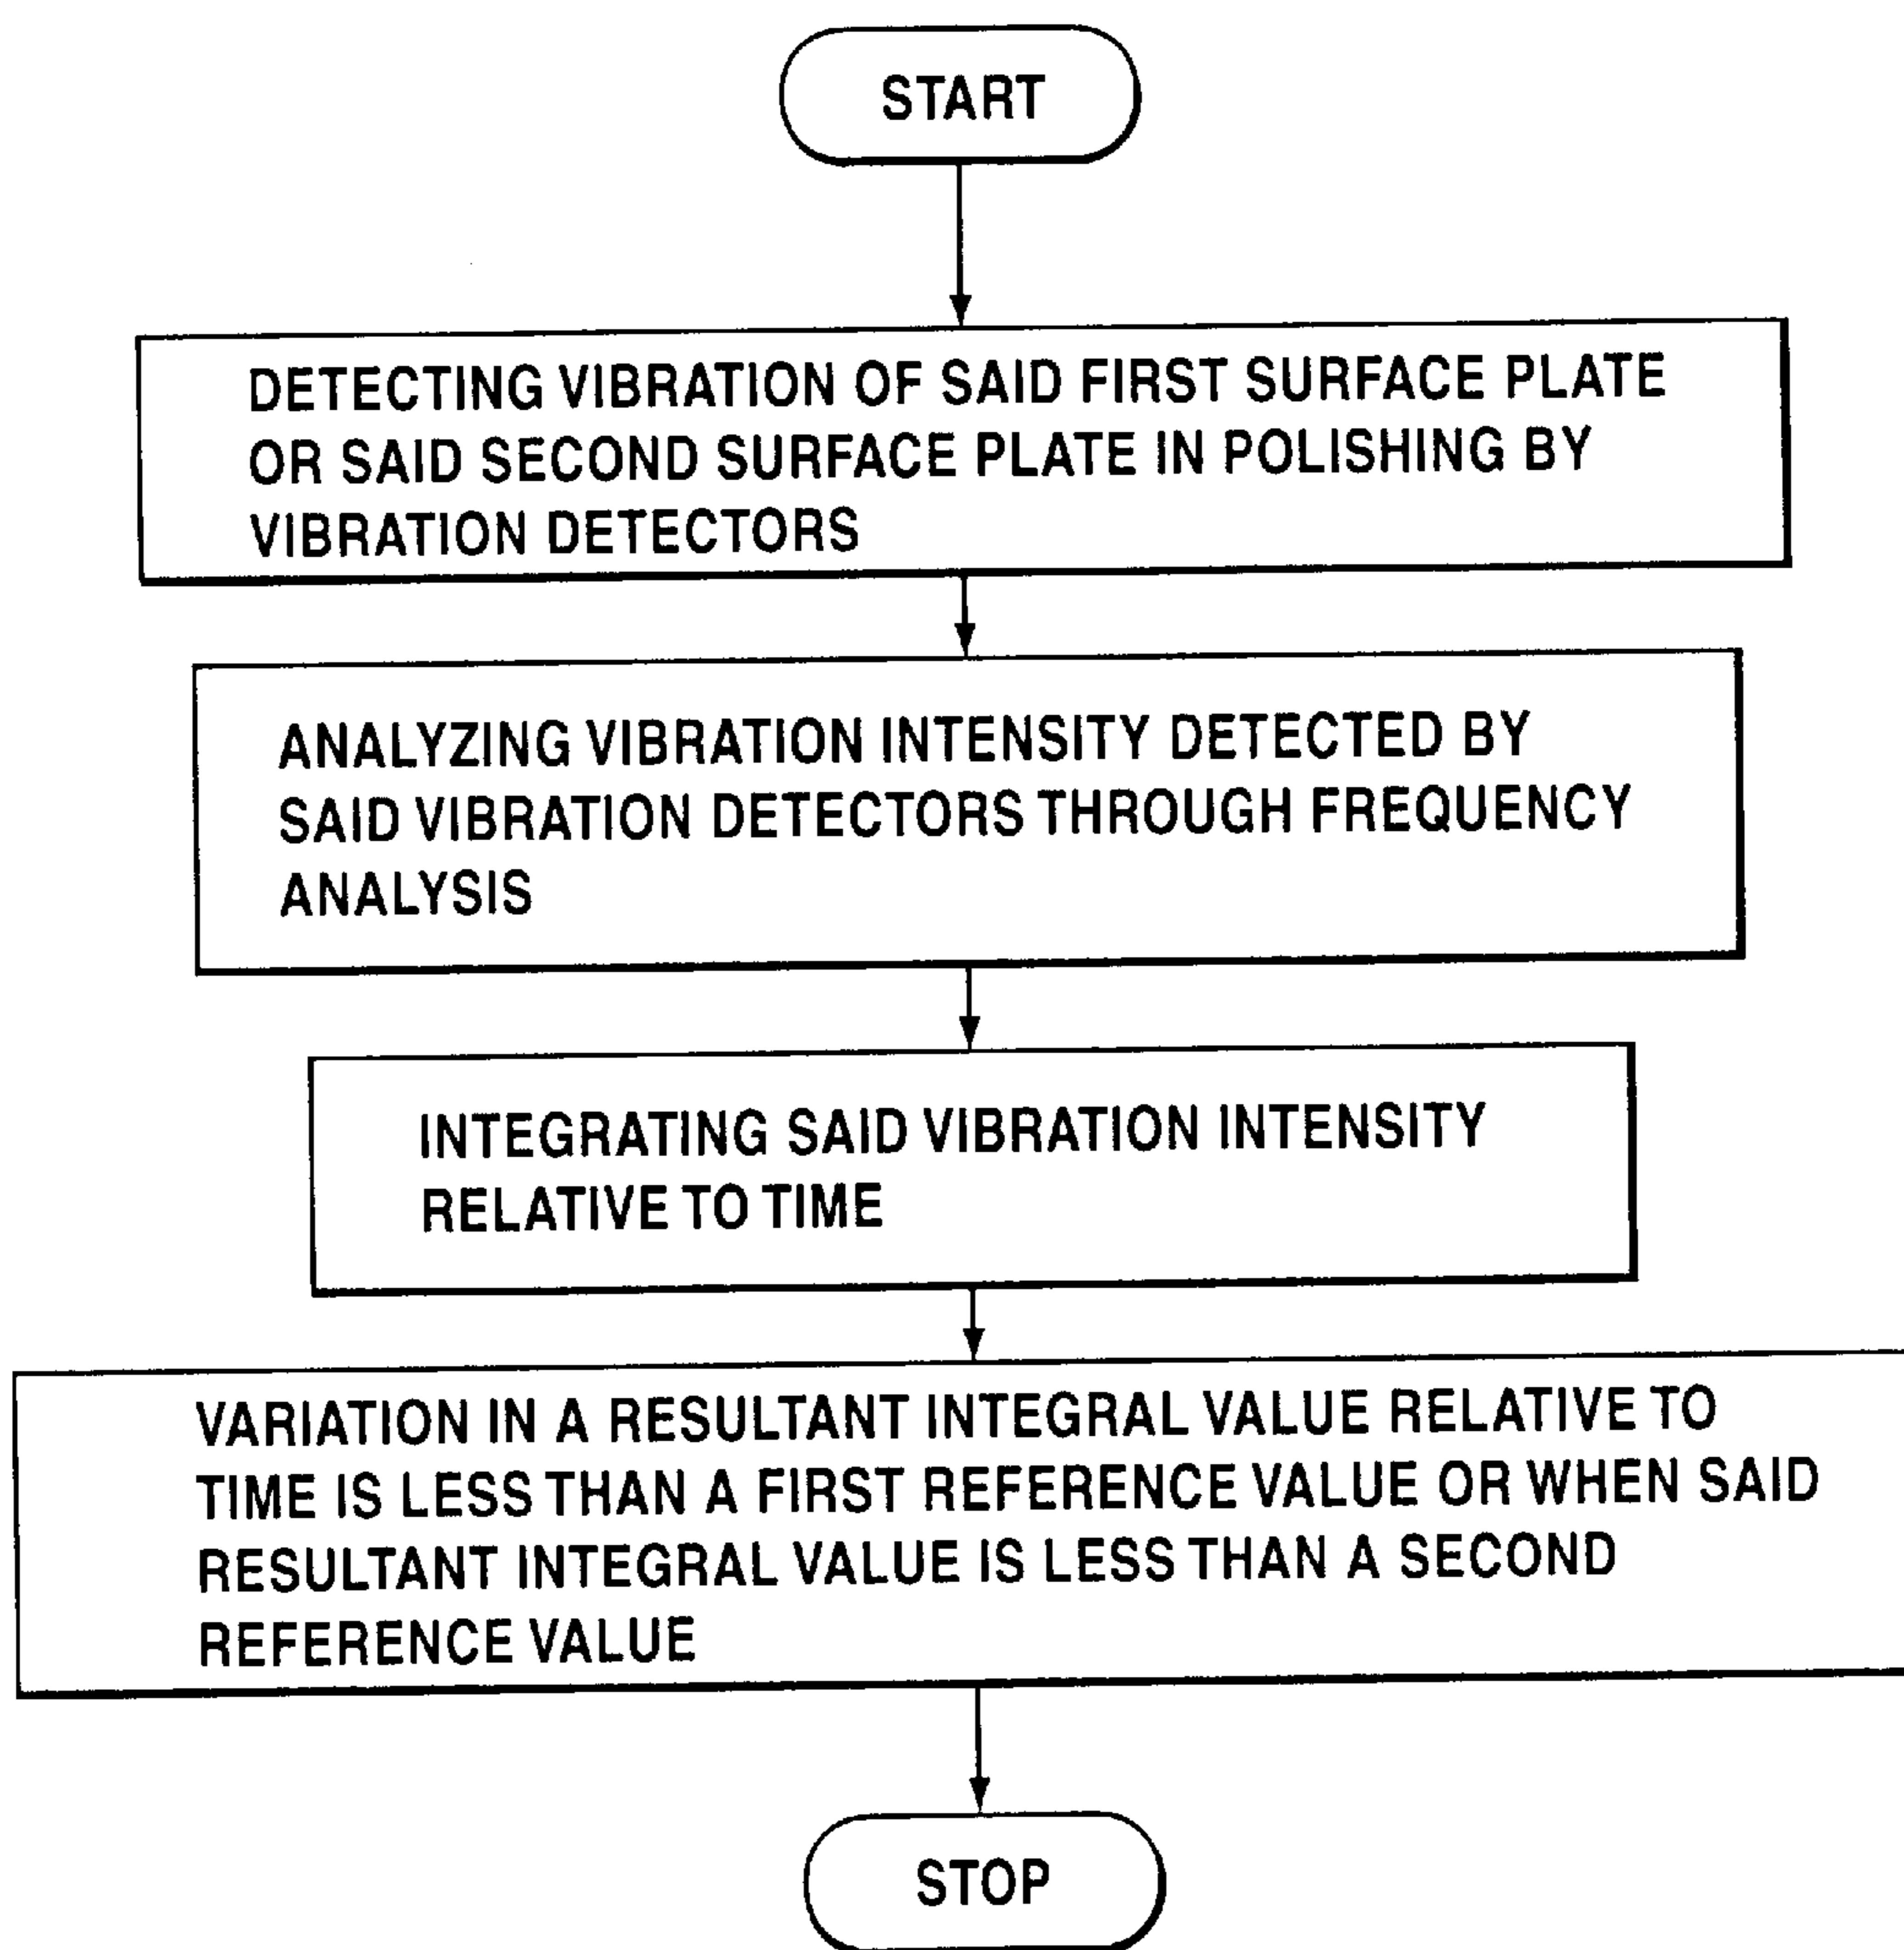 START
DETECTING VIBRATION OF SAID FIRST SURFACE PLATE
OR SAID SECOND SURFACE PLATE IN POLISHING BY
VIBRATION DETECTORS
ANALYZING VIBRATION INTENSITY DETECTED BY
SAID VIBRATION DETECTORS THROUGH FREQUENCY
ANALYSIS
INTEGRATING SAID VIBRATION INTENSITY
RELATIVE TO TIME
VARIATION IN A RESULTANT INTEGRAL VALUE RELATIVE TO
TIME IS LESS THAN A FIRST REFERENCE VALUE OR WHEN SAID
RESULTANT INTEGRAL VALUE IS LESS THAN A SECOND
REFERENCE VALUE
STOP